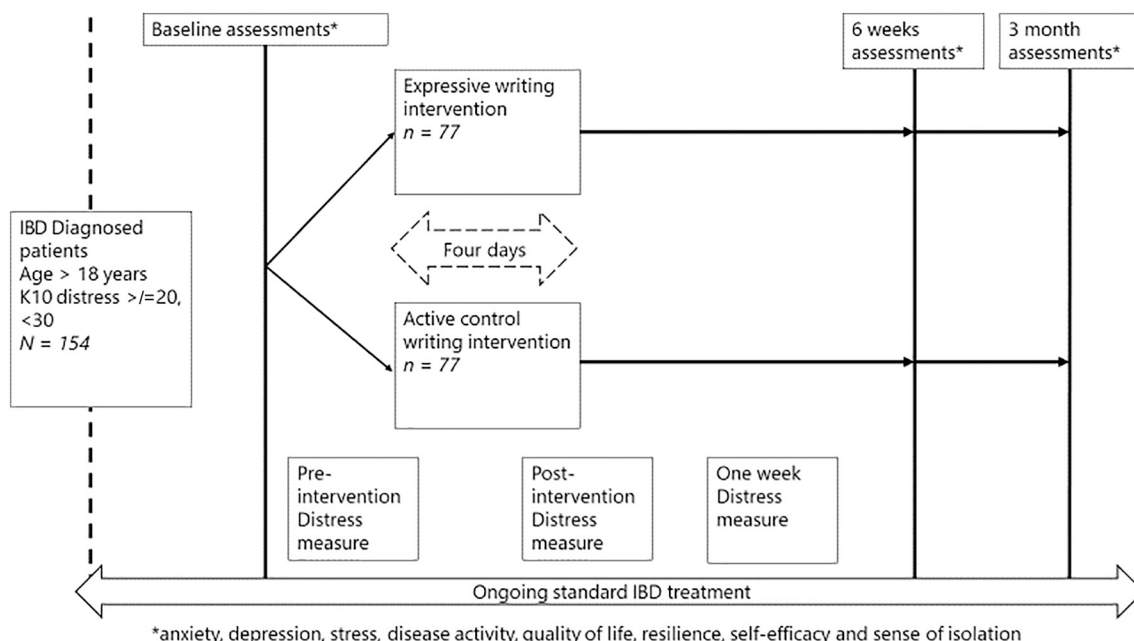 Baseline assessments*
6 weeks
assessments*
3 month
assessments*
Expressive writing
intervention
n = 77
IBD Diagnosed
patients
Age > 18 years
K10 distress >/=20,
<30
N = 154
Four days
Active control
writing intervention
n = 77
Pre-
intervention
Distress
measure
Post-
intervention
Distress
measure
One week
Distress
measure
Ongoing standard IBD treatment
*anxiety, depression, stress, disease activity, quality of life, resilience, self-efficacy and sense of isolation